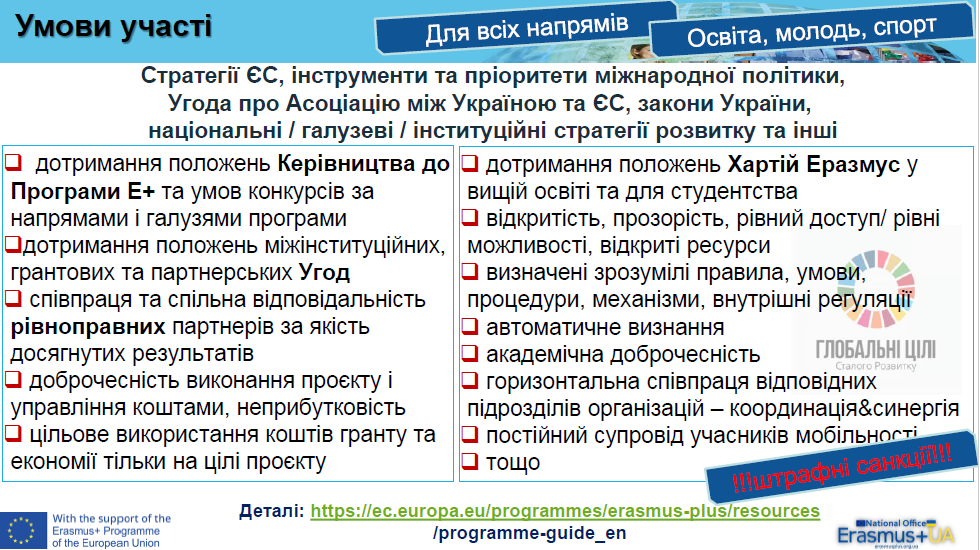 Умови участі
Для всіх напрямів
Освіта, молодь, спорт
Стратегії ЄС, інструменти та пріоритети міжнародної політики,
Угода про Асоціацію між Україною та ЄС, закони України,
національні / галузеві / інституційні стратегії розвитку та інші
дотримання положень Керівництва до
Програми Е+ та умов конкурсів за
напрямами і галузями програми
дотримання положень міжінституційних,
грантових та партнерських Угод
співпраця та спільна відповідальність
рівноправних партнерів за якість
досягнутих результатів
доброчесність виконання проєкту і
управління коштами, неприбутковість
цільове використання коштів гранту та
економії тільки на цілі проєкту
дотримання положень Хартій Еразмус у
вищій освіті та для студентства
відкритість, прозорість, рівний доступ/ рівні
можливості, відкриті ресурси
визначені зрозумілі правила, умови,
процедури, механізми, внутрішні регуляції
автоматичне визнання
академічна доброчесність
горизонтальна співпраця відповідних
підрозділів організацій – координація&синергія
постійний супровід учасників мобільності
тощо
ГЛОБАЛЬНІ ЦІЛІ
Сталого Розвитку
!!!штрафні санкції!!!
Деталі: https://ec.europa.eu/programmes/erasmus-plus/resources
/programme-guide_en
With the support of the
Erasmus+ Programme
of the European Union
National Office
Erasmus+UA
erasmusplus.org.ua